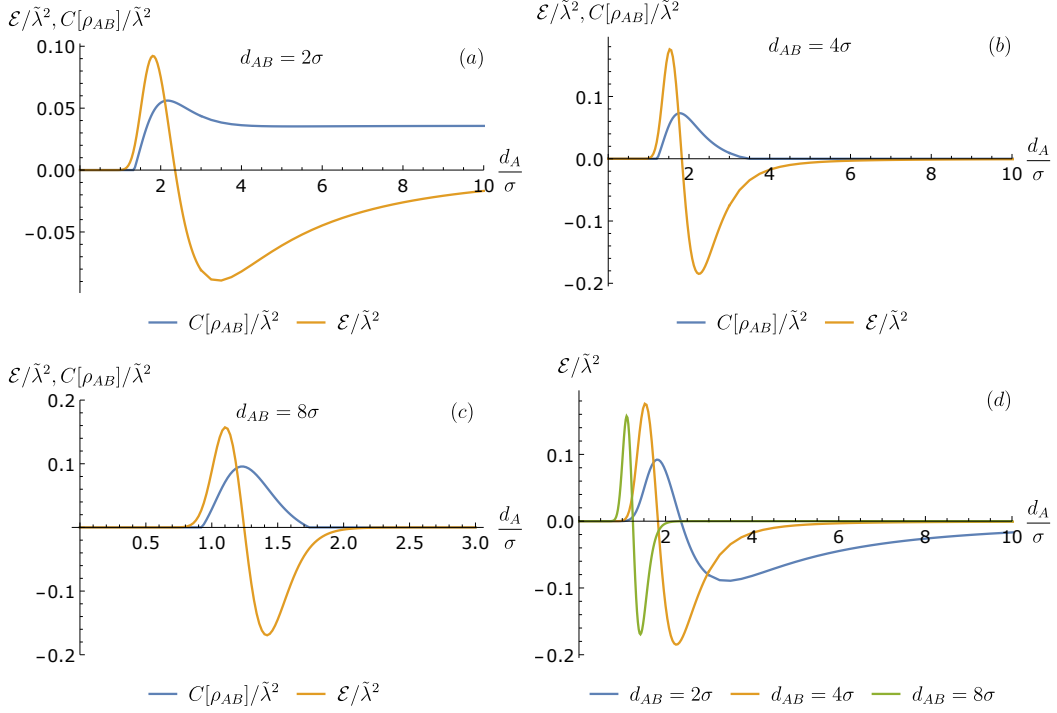 ℰ/λ̃², C[ρ_AB]/λ̃²
d_AB = 2σ
(a)
0.10
0.05
0.00
−0.05
2
4
6
8
10
d_A/σ
C[ρ_AB]/λ̃²
ℰ/λ̃²
ℰ/λ̃², C[ρ_AB]/λ̃²
d_AB = 4σ
(b)
0.1
0.0
−0.1
−0.2
2
4
6
8
10
d_A/σ
C[ρ_AB]/λ̃²
ℰ/λ̃²
ℰ/λ̃², C[ρ_AB]/λ̃²
d_AB = 8σ
(c)
0.2
0.1
0.0
−0.1
−0.2
0.5
1.0
1.5
2.0
2.5
3.0
d_A/σ
C[ρ_AB]/λ̃²
ℰ/λ̃²
ℰ/λ̃²
(d)
0.1
0.0
−0.1
−0.2
2
4
6
8
10
d_A/σ
d_AB = 2σ
d_AB = 4σ
d_AB = 8σ